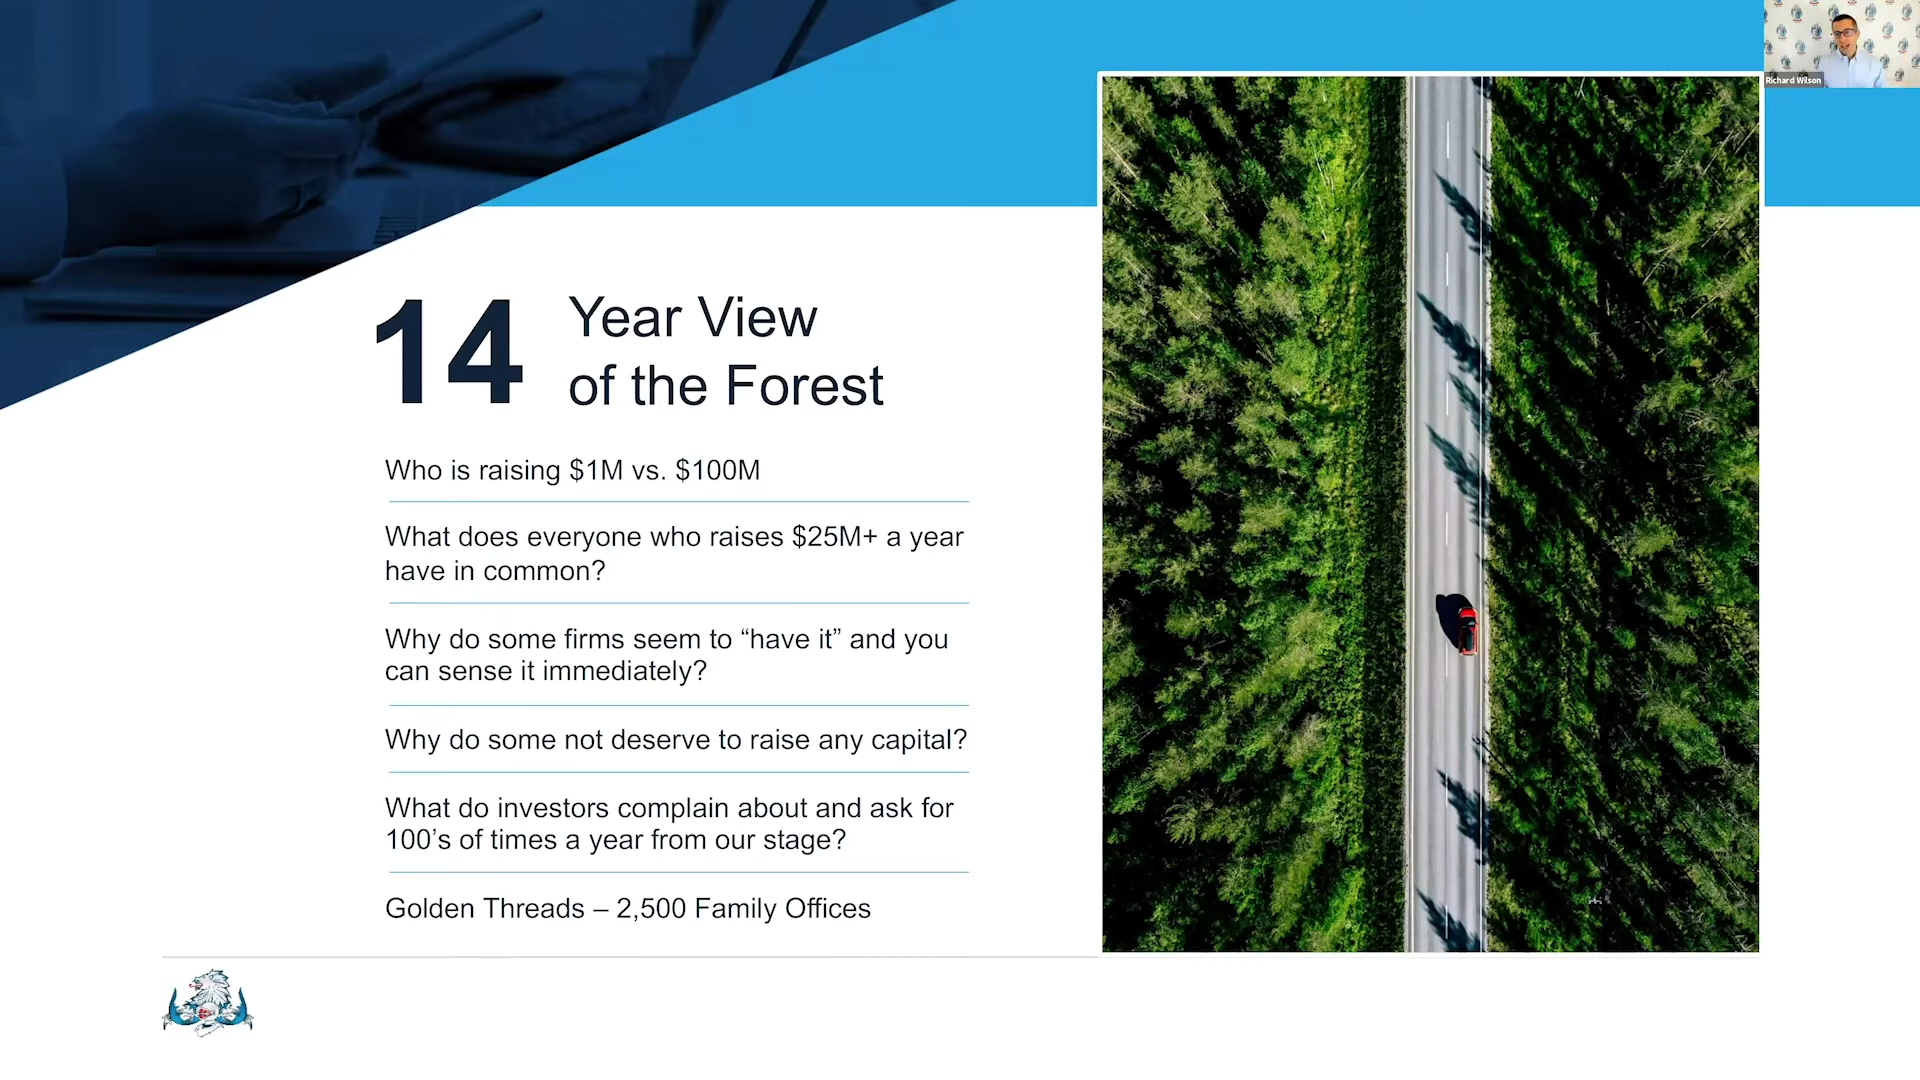 Richard Wilson
14
Year View
of the Forest
Who is raising $1M vs. $100M
What does everyone who raises $25M+ a year
have in common?
Why do some firms seem to “have it” and you
can sense it immediately?
Why do some not deserve to raise any capital?
What do investors complain about and ask for
100’s of times a year from our stage?
Golden Threads – 2,500 Family Offices